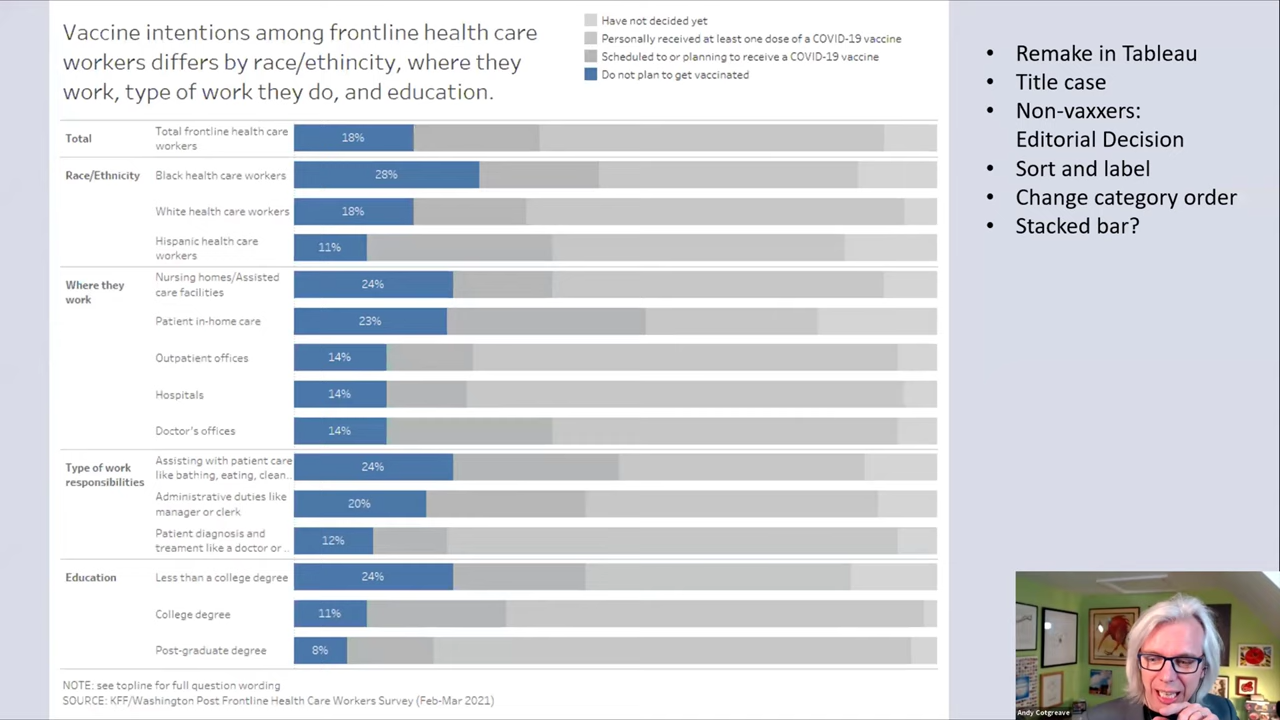 Vaccine intentions among frontline health care
workers differs by race/ethincity, where they
work, type of work they do, and education.
Have not decided yet
Personally received at least one dose of a COVID-19 vaccine
Scheduled to or planning to receive a COVID-19 vaccine
Do not plan to get vaccinated
Total
Total frontline health care
workers
18%
Race/Ethnicity
Black health care workers
28%
White health care workers
18%
Hispanic health care
workers
11%
Where they
work
Nursing homes/Assisted
care facilities
24%
Patient in-home care
23%
Outpatient offices
14%
Hospitals
14%
Doctor's offices
14%
Type of work
responsibilities
Assisting with patient care
like bathing, eating, clean..
24%
Administrative duties like
manager or clerk
20%
Patient diagnosis and
treament like a doctor or ..
12%
Education
Less than a college degree
24%
College degree
11%
Post-graduate degree
8%
NOTE: see topline for full question wording
SOURCE: KFF/Washington Post Frontline Health Care Workers Survey (Feb-Mar 2021)
• Remake in Tableau
• Title case
• Non-vaxxers:
Editorial Decision
• Sort and label
• Change category order
• Stacked bar?
Andy Cotgreave